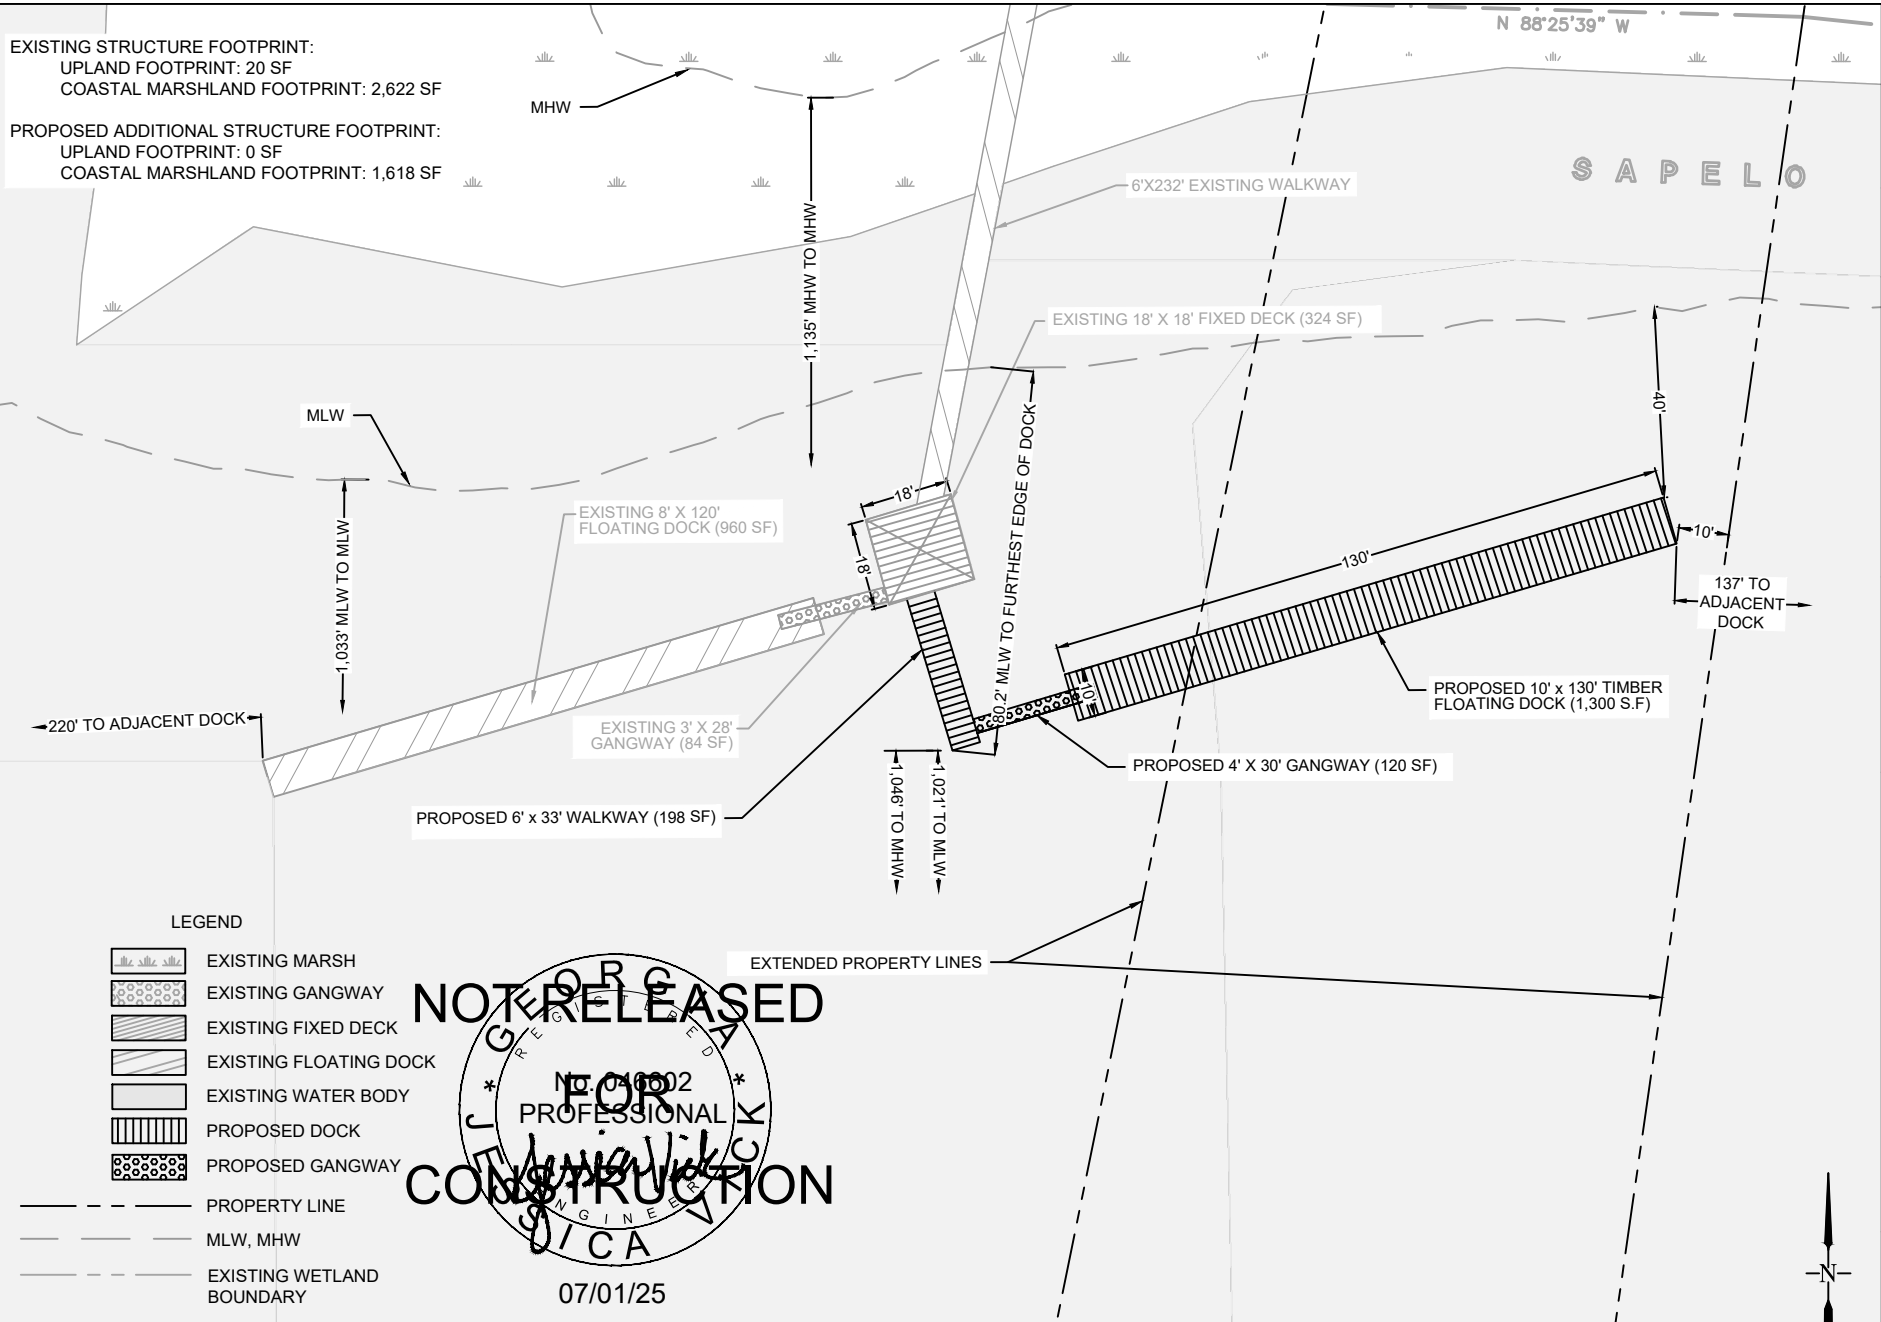 EXISTING STRUCTURE FOOTPRINT:
UPLAND FOOTPRINT: 20 SF
COASTAL MARSHLAND FOOTPRINT: 2,622 SF
PROPOSED ADDITIONAL STRUCTURE FOOTPRINT:
UPLAND FOOTPRINT: 0 SF
COASTAL MARSHLAND FOOTPRINT: 1,618 SF
N 88°25'39" W
MHW
SAPELO
6'X232' EXISTING WALKWAY
1,135' MHW TO MHW
EXISTING 18' X 18' FIXED DECK (324 SF)
MLW
40'
80.2' MLW TO FURTHEST EDGE OF DOCK
18'
18'
EXISTING 8' X 120'
FLOATING DOCK (960 SF)
1,033' MLW TO MLW
130'
10'
137' TO
ADJACENT
DOCK
10'
PROPOSED 10' x 130' TIMBER
FLOATING DOCK (1,300 S.F)
220' TO ADJACENT DOCK
EXISTING 3' X 28'
GANGWAY (84 SF)
PROPOSED 4' X 30' GANGWAY (120 SF)
1,046' TO MHW
1,021' TO MLW
PROPOSED 6' x 33' WALKWAY (198 SF)
EXTENDED PROPERTY LINES
LEGEND
EXISTING MARSH
EXISTING GANGWAY
EXISTING FIXED DECK
EXISTING FLOATING DOCK
EXISTING WATER BODY
PROPOSED DOCK
PROPOSED GANGWAY
PROPERTY LINE
MLW, MHW
EXISTING WETLAND
BOUNDARY
NOT RELEASED
FOR
CONSTRUCTION
* GEORGIA *
REGISTERED
No. 046602
PROFESSIONAL
ENGINEER
JESSICA VICK
07/01/25
N